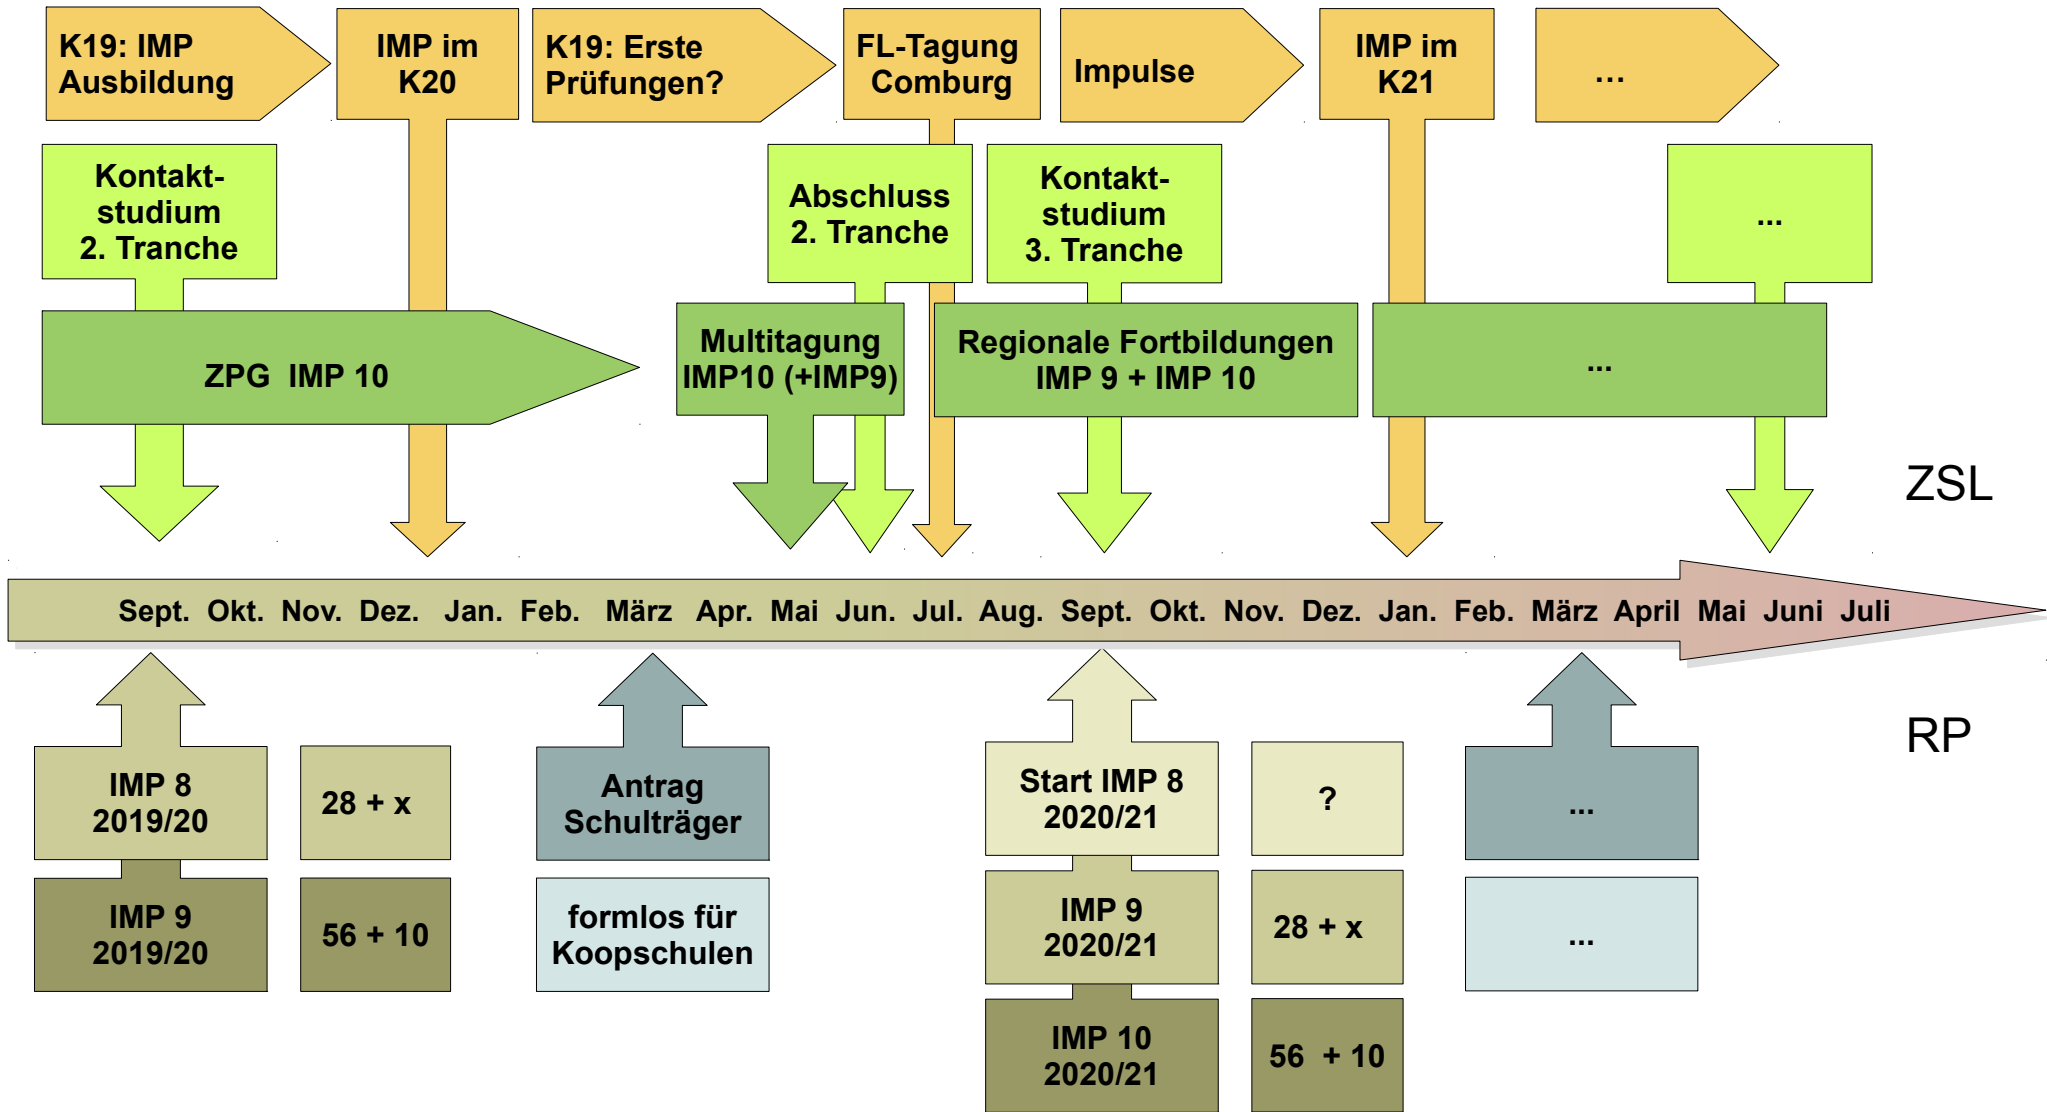 K19: IMP
Ausbildung
IMP im
K20
K19: Erste
Prüfungen?
FL-Tagung
Comburg
Impulse
IMP im
K21
...
Kontakt-
studium
2. Tranche
Abschluss
2. Tranche
Kontakt-
studium
3. Tranche
...
ZPG IMP 10
Multitagung
IMP10 (+IMP9)
Regionale Fortbildungen
IMP 9 + IMP 10
...
ZSL
Sept. Okt. Nov. Dez. Jan. Feb. März Apr. Mai Jun. Jul. Aug. Sept. Okt. Nov. Dez. Jan. Feb. März April Mai Juni Juli
RP
IMP 8
2019/20
28 + x
Antrag
Schulträger
Start IMP 8
2020/21
?
...
IMP 9
2019/20
56 + 10
formlos für
Koopschulen
IMP 9
2020/21
28 + x
...
IMP 10
2020/21
56 + 10